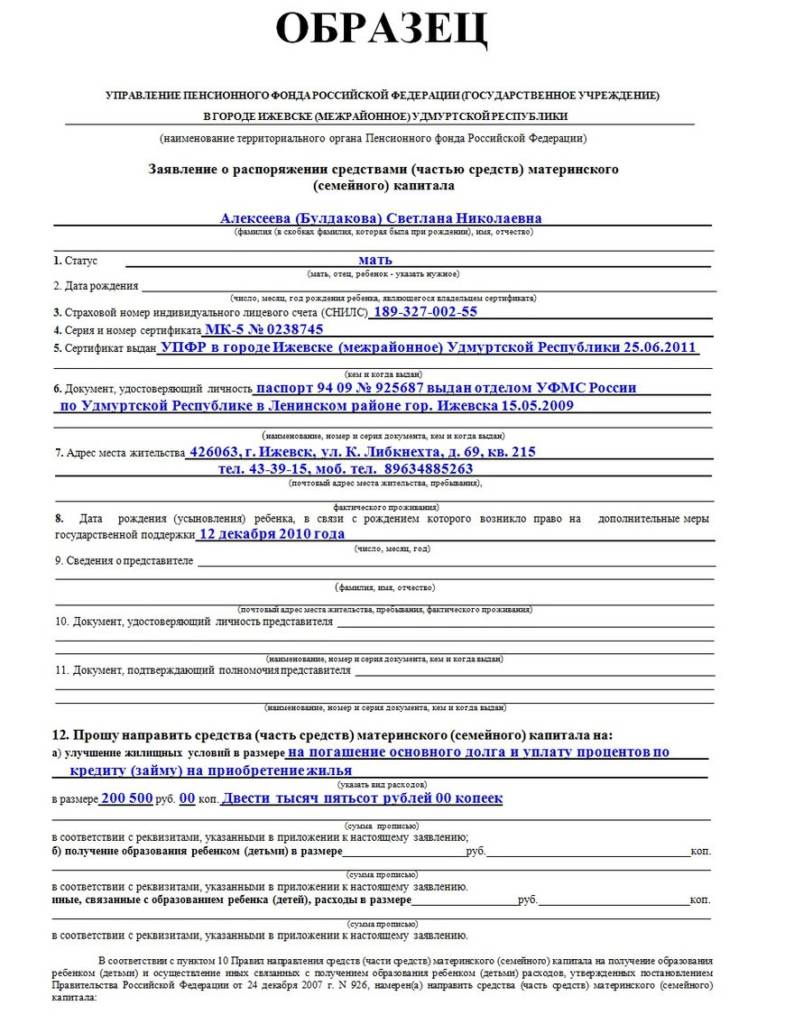 ОБРАЗЕЦ
УПРАВЛЕНИЕ ПЕНСИОННОГО ФОНДА РОССИЙСКОЙ ФЕДЕРАЦИИ (ГОСУДАРСТВЕННОЕ УЧРЕЖДЕНИЕ)
В ГОРОДЕ ИЖЕВСКЕ (МЕЖРАЙОННОЕ) УДМУРТСКОЙ РЕСПУБЛИКИ
(наименование территориального органа Пенсионного фонда Российской Федерации)
Заявление о распоряжении средствами (частью средств) материнского
(семейного) капитала
Алексеева (Булдакова) Светлана Николаевна
(фамилия (в скобках фамилия, которая была при рождении), имя, отчество)
1. Статус мать
(мать, отец, ребенок - указать нужное)
2. Дата рождения
(число, месяц, год рождения ребенка, являющегося владельцем сертификата)
3. Страховой номер индивидуального лицевого счета (СНИЛС) 189-327-002-55
4. Серия и номер сертификата МК-5 № 0238745
5. Сертификат выдан УПФР в городе Ижевске (межрайонное) Удмуртской Республики 25.06.2011
(кем и когда выдан)
6. Документ, удостоверяющий личность паспорт 94 09 № 925687 выдан отделом УФМС России
по Удмуртской Республике в Ленинском районе гор. Ижевска 15.05.2009
(наименование, номер и серия документа, кем и когда выдан)
7. Адрес места жительства 426063, г. Ижевск, ул. К. Либкнехта, д. 69, кв. 215
тел. 43-39-15, моб. тел. 89634885263
(почтовый адрес места жительства, пребывания),
фактического проживания)
8. Дата рождения (усыновления) ребенка, в связи с рождением которого возникло право на дополнительные меры
государственной поддержки 12 декабря 2010 года
(число, месяц, год)
9. Сведения о представителе
(фамилия, имя, отчество)
(почтовый адрес места жительства, пребывания, фактического проживания)
10. Документ, удостоверяющий личность представителя
(наименование, номер и серия документа, кем и когда выдан)
11. Документ, подтверждающий полномочия представителя
(наименование, номер и серия документа, кем и когда выдан)
12. Прошу направить средства (часть средств) материнского (семейного) капитала на:
а) улучшение жилищных условий в размере на погашение основного долга и уплату процентов по
кредиту (займу) на приобретение жилья
(указать вид расходов)
в размере 200 500 руб. 00 коп. Двести тысяч пятьсот рублей 00 копеек
(сумма прописью)
в соответствии с реквизитами, указанными в приложении к настоящему заявлению;
б) получение образования ребенком (детьми) в размере руб. коп.
(сумма прописью)
в соответствии с реквизитами, указанными в приложении к настоящему заявлению.
иные, связанные с образованием ребенка (детей), расходы в размере руб. коп.
(сумма прописью)
в соответствии с реквизитами, указанными в приложении к настоящему заявлению.
В соответствии с пунктом 10 Правил направления средств (части средств) материнского (семейного) капитала на получение образования
ребенком (детьми) и осуществление иных связанных с получением образования ребенком (детьми) расходов, утвержденных постановлением
Правительства Российской Федерации от 24 декабря 2007 г. N 926, намерен(а) направить средства (часть средств) материнского (семейного)
капитала: